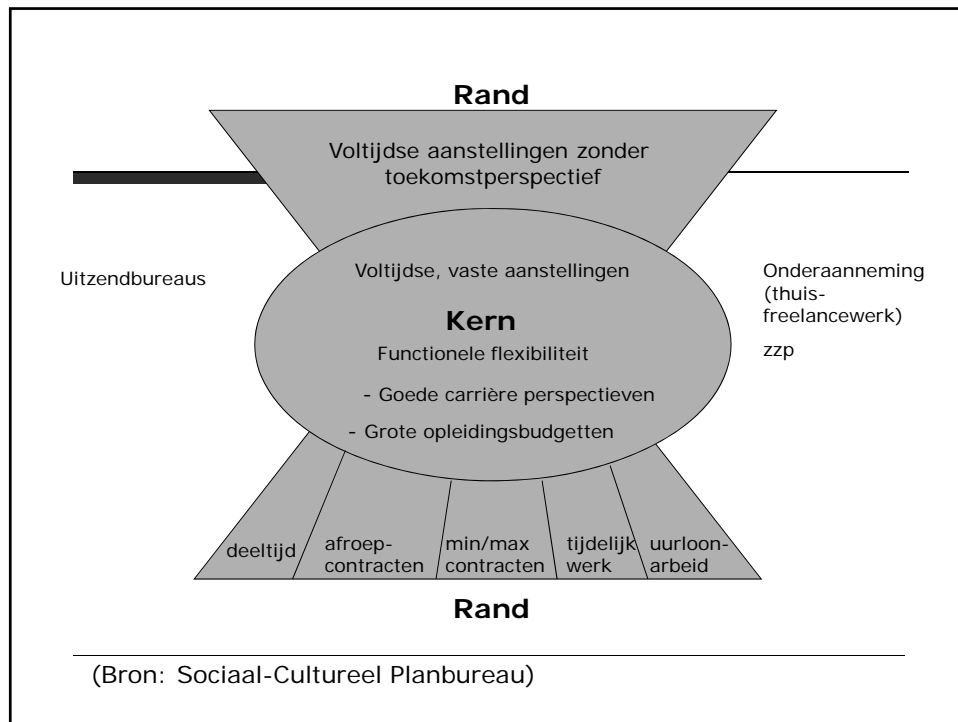 Rand
Voltijdse aanstellingen zonder
toekomstperspectief
Uitzendbureaus
Voltijdse, vaste aanstellingen
Kern
Functionele flexibiliteit
- Goede carrière perspectieven
- Grote opleidingsbudgetten
Onderaanneming
(thuis-
freelancewerk)
zzp
deeltijd
afroep-
contracten
min/max
contracten
tijdelijk
werk
uurloon-
arbeid
Rand
(Bron: Sociaal-Cultureel Planbureau)